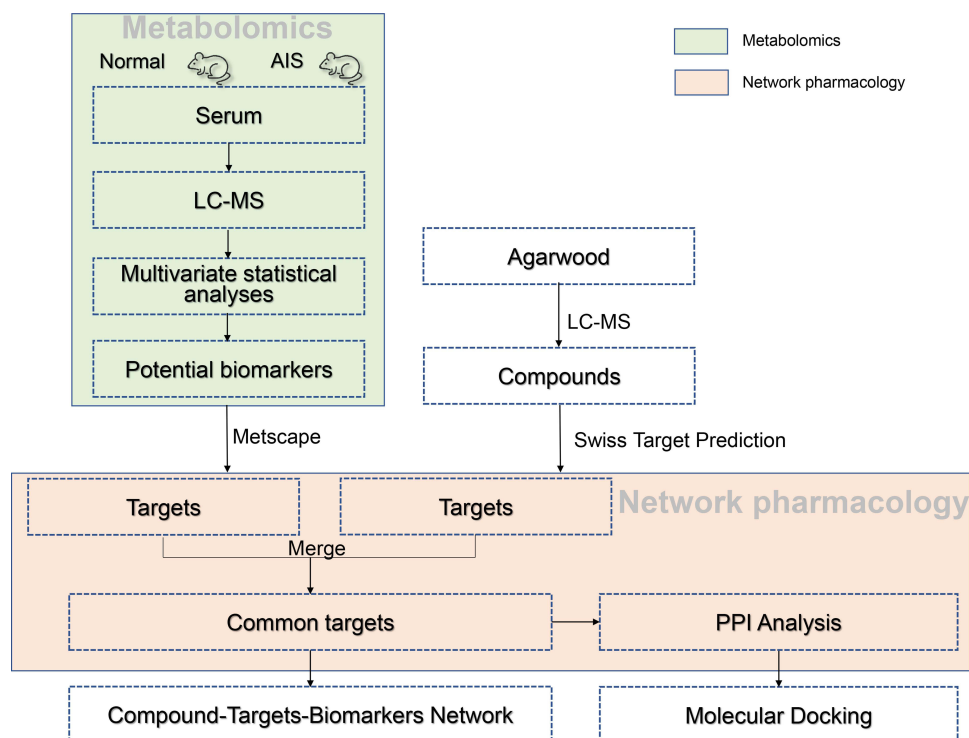 Metabolomics
Normal
AIS
Serum
LC-MS
Multivariate statistical
analyses
Potential biomarkers
Metscape
Metabolomics
Network pharmacology
Agarwood
LC-MS
Compounds
Swiss Target Prediction
Network pharmacology
Targets
Targets
Merge
Common targets
PPI Analysis
Compound-Targets-Biomarkers Network
Molecular Docking